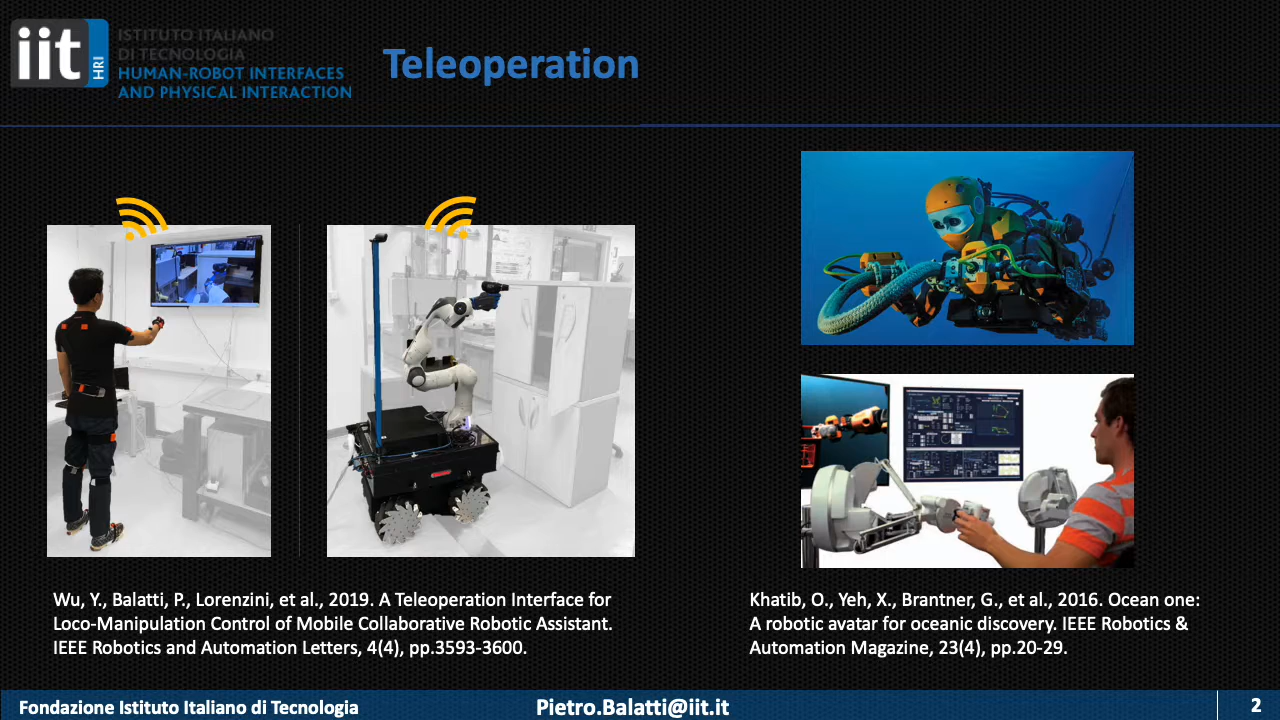 iit
HRI
ISTITUTO ITALIANO
DI TECNOLOGIA
HUMAN-ROBOT INTERFACES
AND PHYSICAL INTERACTION
Teleoperation
Wu, Y., Balatti, P., Lorenzini, et al., 2019. A Teleoperation Interface for
Loco-Manipulation Control of Mobile Collaborative Robotic Assistant.
IEEE Robotics and Automation Letters, 4(4), pp.3593-3600.
Khatib, O., Yeh, X., Brantner, G., et al., 2016. Ocean one:
A robotic avatar for oceanic discovery. IEEE Robotics &
Automation Magazine, 23(4), pp.20-29.
Fondazione Istituto Italiano di Tecnologia
Pietro.Balatti@iit.it
2